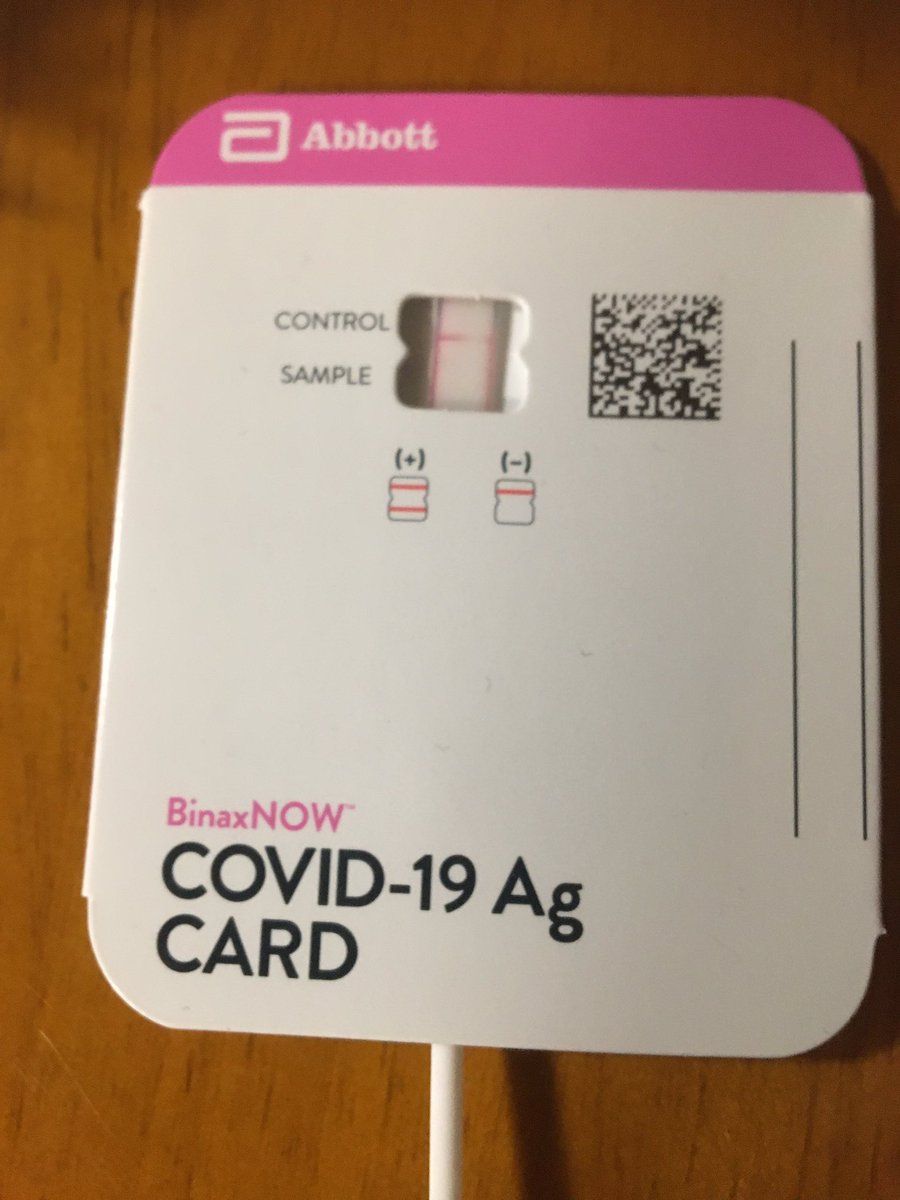 Abbott
CONTROL
SAMPLE
(+) (-)
BinaxNOW™
COVID-19 Ag
CARD